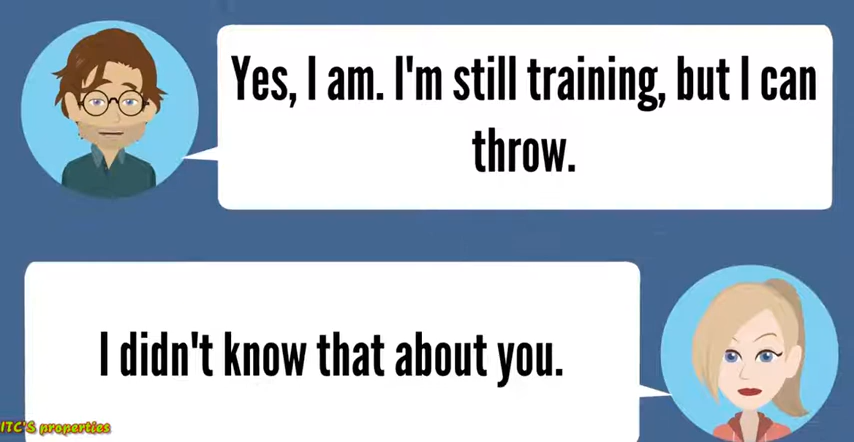 Yes, I am. I'm still training, but I can
throw.
I didn't know that about you.
ITC'S properties